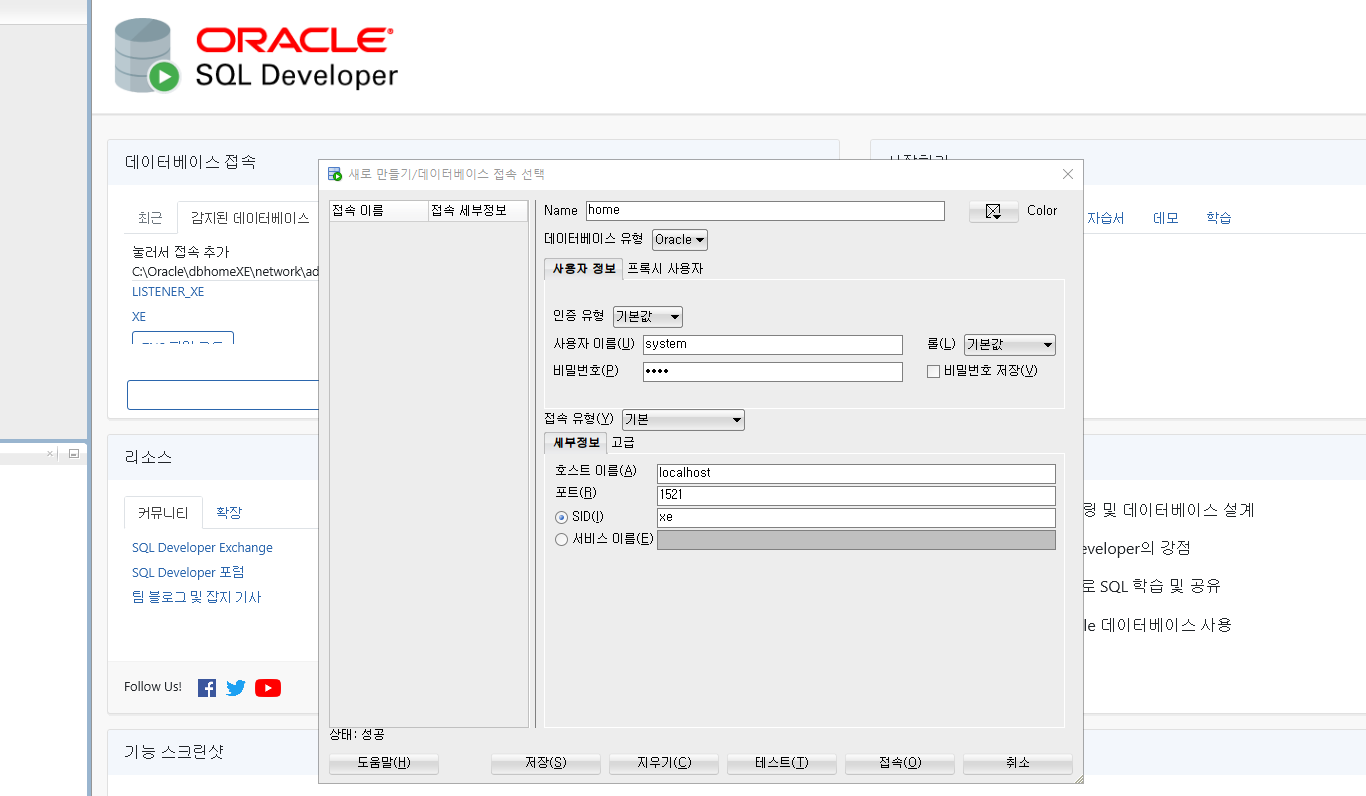 ORACLE®
SQL Developer
데이터베이스 접속
최근
감지된 데이터베이스
눌러서 접속 추가
C:\Oracle\dbhomeXE\network\ad
LISTENER_XE
XE
리소스
커뮤니티
확장
SQL Developer Exchange
SQL Developer 포럼
팀 블로그 및 잡지 기사
Follow Us!
기능 스크린샷
새로 만들기/데이터베이스 접속 선택
접속 이름
접속 세부정보
Name
home
Color
데이터베이스 유형
Oracle
사용자 정보
프록시 사용자
인증 유형
기본값
사용자 이름(U)
system
롤(L)
기본값
비밀번호(P)
••••
비밀번호 저장(V)
접속 유형(Y)
기본
세부정보
고급
호스트 이름(A)
localhost
포트(R)
1521
SID(I)
xe
서비스 이름(E)
상태: 성공
도움말(H)
저장(S)
지우기(C)
테스트(T)
접속(O)
취소
자습서
데모
학습
링 및 데이터베이스 설계
eveloper의 강점
로 SQL 학습 및 공유
le 데이터베이스 사용